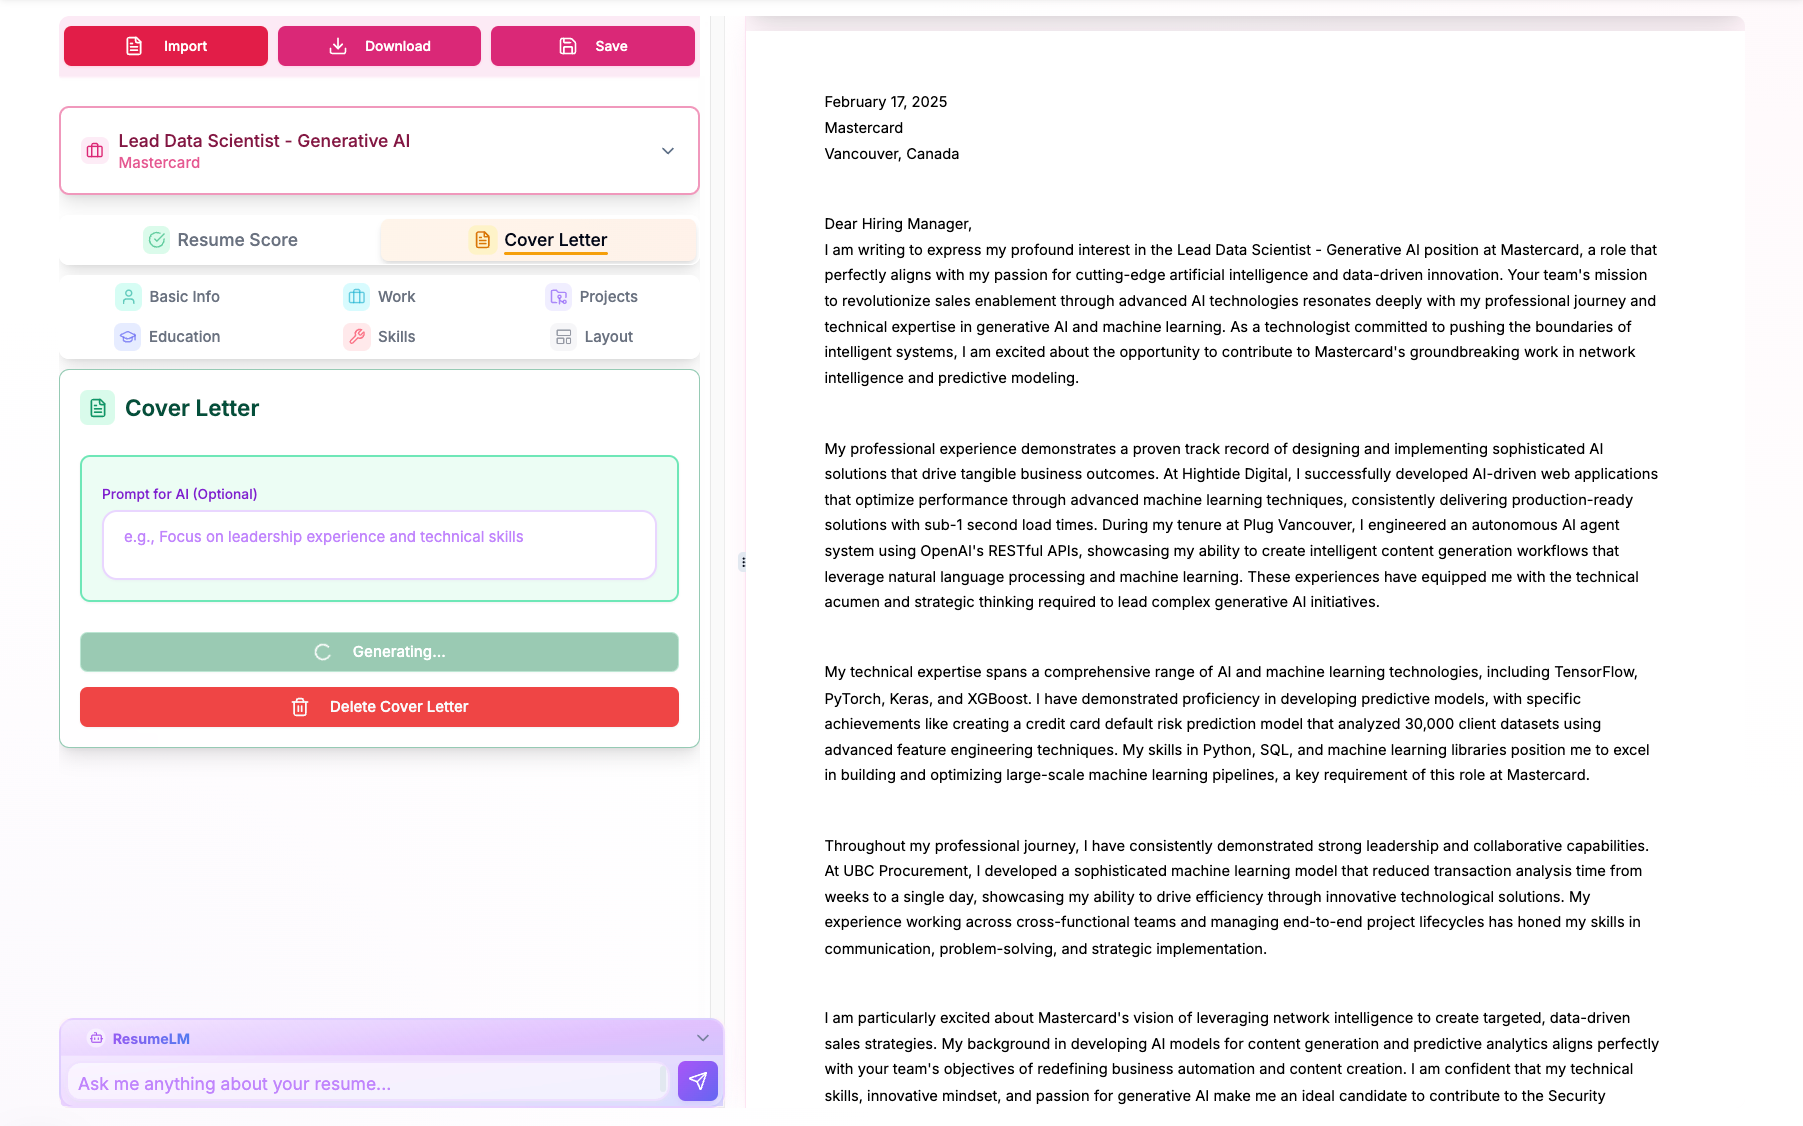 Import
Download
Save
Lead Data Scientist - Generative AI
Mastercard
Resume Score
Cover Letter
Basic Info
Work
Projects
Education
Skills
Layout
Cover Letter
Prompt for AI (Optional)
e.g., Focus on leadership experience and technical skills
Generating...
Delete Cover Letter
ResumeLM
Ask me anything about your resume...
February 17, 2025
Mastercard
Vancouver, Canada
Dear Hiring Manager,
I am writing to express my profound interest in the Lead Data Scientist - Generative AI position at Mastercard, a role that
perfectly aligns with my passion for cutting-edge artificial intelligence and data-driven innovation. Your team's mission
to revolutionize sales enablement through advanced AI technologies resonates deeply with my professional journey and
technical expertise in generative AI and machine learning. As a technologist committed to pushing the boundaries of
intelligent systems, I am excited about the opportunity to contribute to Mastercard's groundbreaking work in network
intelligence and predictive modeling.
My professional experience demonstrates a proven track record of designing and implementing sophisticated AI
solutions that drive tangible business outcomes. At Hightide Digital, I successfully developed AI-driven web applications
that optimize performance through advanced machine learning techniques, consistently delivering production-ready
solutions with sub-1 second load times. During my tenure at Plug Vancouver, I engineered an autonomous AI agent
system using OpenAI's RESTful APIs, showcasing my ability to create intelligent content generation workflows that
leverage natural language processing and machine learning. These experiences have equipped me with the technical
acumen and strategic thinking required to lead complex generative AI initiatives.
My technical expertise spans a comprehensive range of AI and machine learning technologies, including TensorFlow,
PyTorch, Keras, and XGBoost. I have demonstrated proficiency in developing predictive models, with specific
achievements like creating a credit card default risk prediction model that analyzed 30,000 client datasets using
advanced feature engineering techniques. My skills in Python, SQL, and machine learning libraries position me to excel
in building and optimizing large-scale machine learning pipelines, a key requirement of this role at Mastercard.
Throughout my professional journey, I have consistently demonstrated strong leadership and collaborative capabilities.
At UBC Procurement, I developed a sophisticated machine learning model that reduced transaction analysis time from
weeks to a single day, showcasing my ability to drive efficiency through innovative technological solutions. My
experience working across cross-functional teams and managing end-to-end project lifecycles has honed my skills in
communication, problem-solving, and strategic implementation.
I am particularly excited about Mastercard's vision of leveraging network intelligence to create targeted, data-driven
sales strategies. My background in developing AI models for content generation and predictive analytics aligns perfectly
with your team's objectives of redefining business automation and content creation. I am confident that my technical
skills, innovative mindset, and passion for generative AI make me an ideal candidate to contribute to the Security